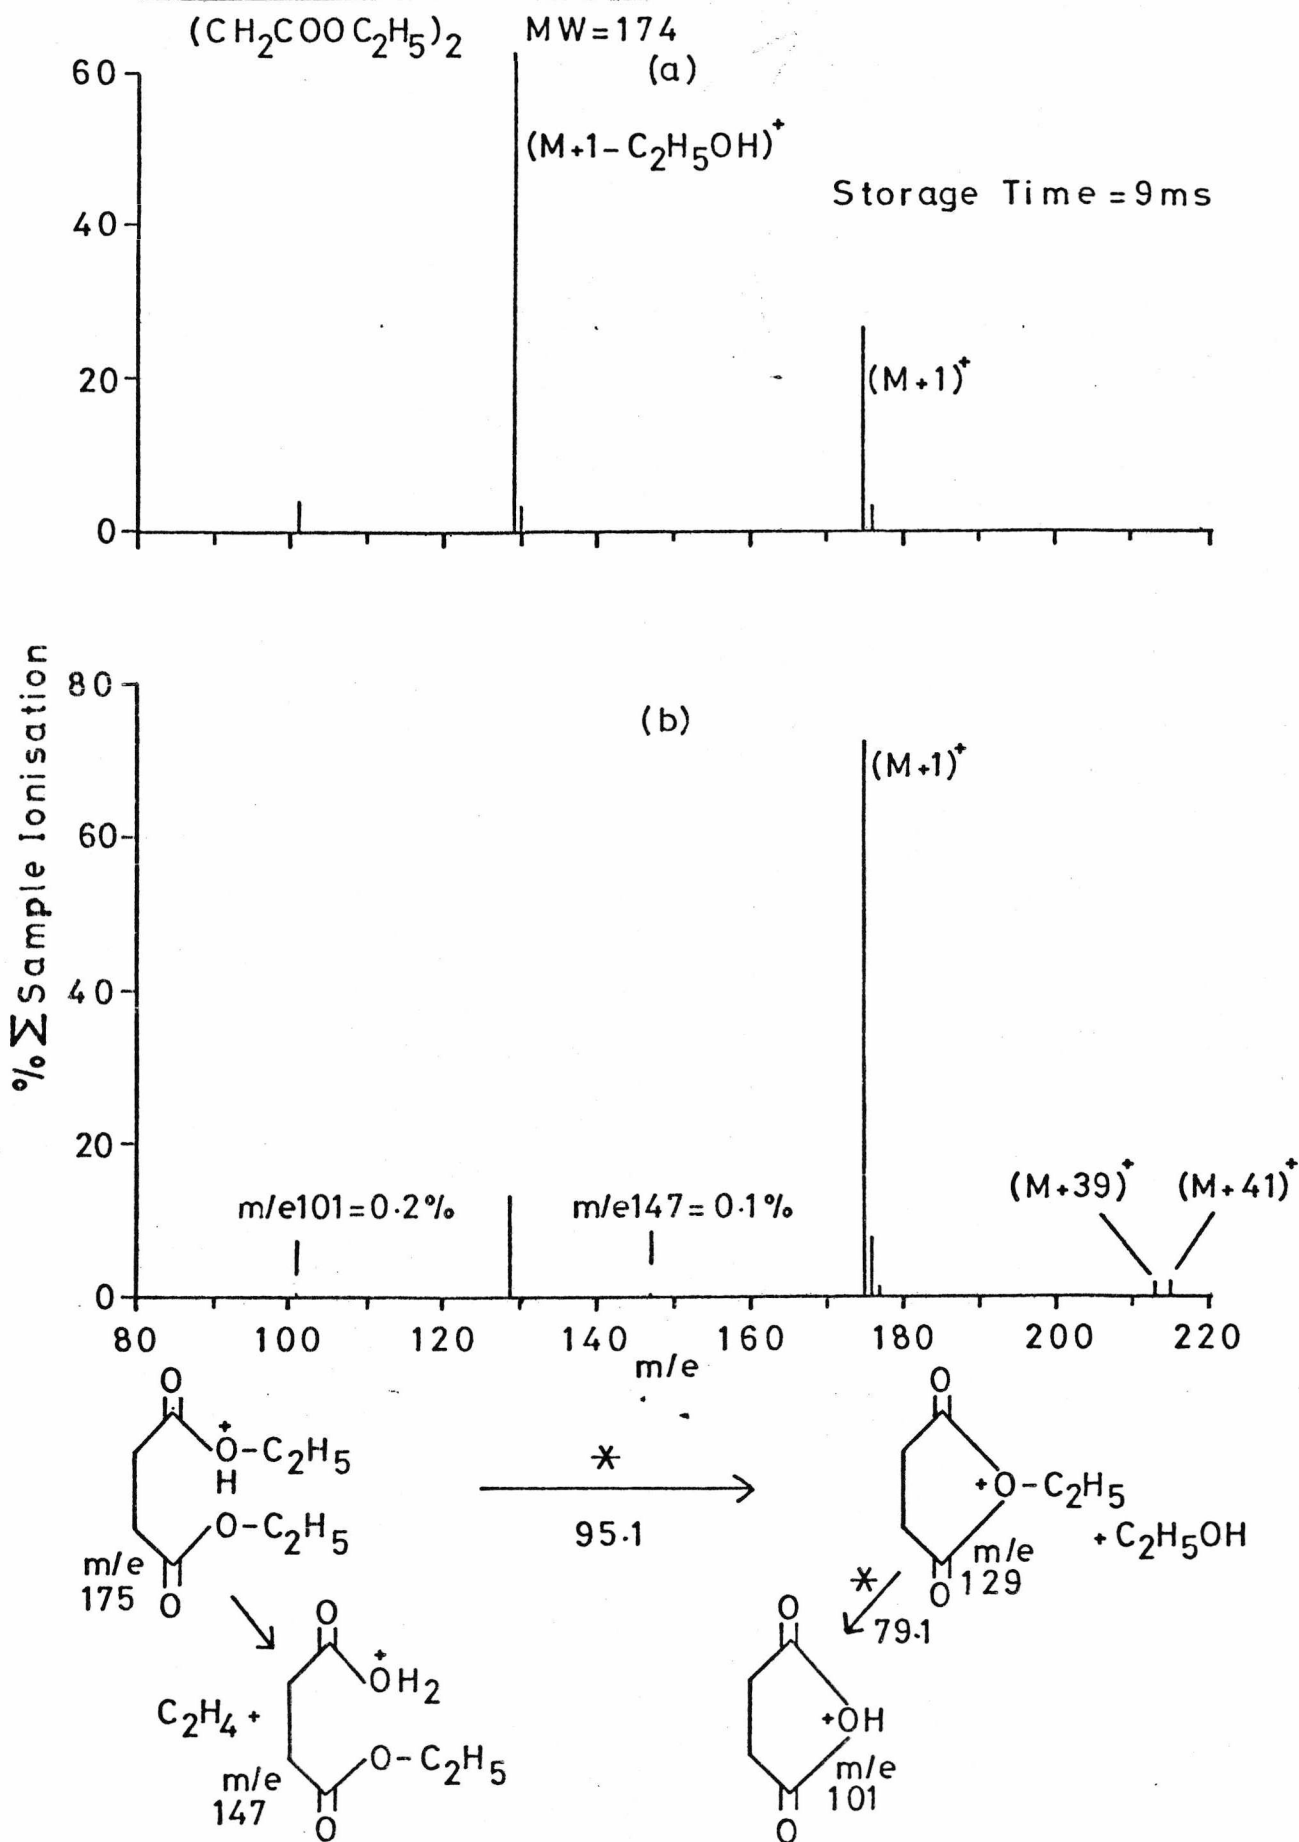 (CH₂COOC₂H₅)₂ MW=174
(a)
60
(M+1-C₂H₅OH)⁺
Storage Time = 9ms
40
20
(M+1)⁺
0
% Σ Sample Ionisation
80
(b)
(M+1)⁺
60
40
20
(M+39)⁺ (M+41)⁺
m/e101=0.2% m/e147=0.1%
0
80 100 120 140 160 180 200 220
m/e
O
+
O-C₂H₅
H
O-C₂H₅
m/e
175
O
*
95.1
O
+O-C₂H₅
m/e
129
O
+C₂H₅OH
*
79.1
C₂H₄+
O
+
OH₂
O-C₂H₅
m/e
147
O
O
+OH
m/e
101
O